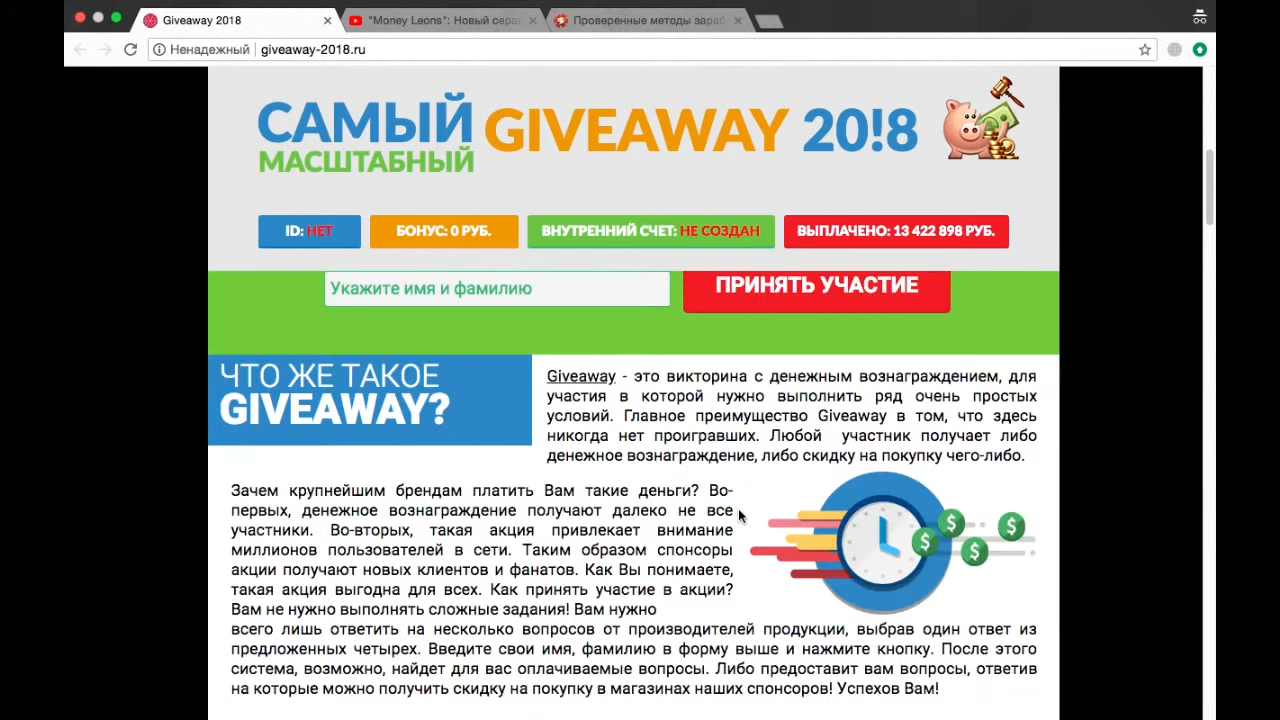 Giveaway 2018
"Money Leons": Новый серв
Проверенные методы зараб
Ненадежный
giveaway-2018.ru
САМЫЙ
МАСШТАБНЫЙ
GIVEAWAY 20!8
ID: НЕТ
БОНУС: 0 РУБ.
ВНУТРЕННИЙ СЧЕТ: НЕ СОЗДАН
ВЫПЛАЧЕНО: 13 422 898 РУБ.
Укажите имя и фамилию
ПРИНЯТЬ УЧАСТИЕ
ЧТО ЖЕ ТАКОЕ
GIVEAWAY?
Giveaway - это викторина с денежным вознаграждением, для
участия в которой нужно выполнить ряд очень простых
условий. Главное преимущество Giveaway в том, что здесь
никогда нет проигравших. Любой участник получает либо
денежное вознаграждение, либо скидку на покупку чего-либо.
Зачем крупнейшим брендам платить Вам такие деньги? Во-
первых, денежное вознаграждение получают далеко не все
участники. Во-вторых, такая акция привлекает внимание
миллионов пользователей в сети. Таким образом спонсоры
акции получают новых клиентов и фанатов. Как Вы понимаете,
такая акция выгодна для всех. Как принять участие в акции?
Вам не нужно выполнять сложные задания! Вам нужно
всего лишь ответить на несколько вопросов от производителей продукции, выбрав один ответ из
предложенных четырех. Введите свои имя, фамилию в форму выше и нажмите кнопку. После этого
система, возможно, найдет для вас оплачиваемые вопросы. Либо предоставит вам вопросы, ответив
на которые можно получить скидку на покупку в магазинах наших спонсоров! Успехов Вам!